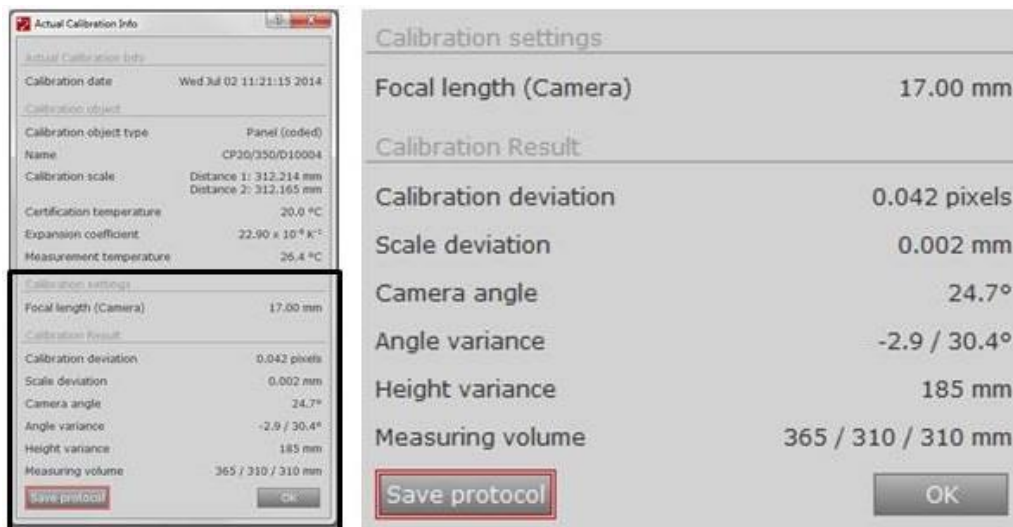 Actual Calibration Info
Actual Calibration Info
Calibration date Wed Jul 02 11:21:15 2014
Calibration object
Calibration object type Panel (coded)
Name CP20/350/D10004
Calibration scale Distance 1: 312.214 mm
Distance 2: 312.165 mm
Certification temperature 20.0 °C
Expansion coefficient 22.90 x 10⁻⁶ K⁻¹
Measurement temperature 26.4 °C
Calibration settings
Focal length (Camera) 17.00 mm
Calibration Result
Calibration deviation 0.042 pixels
Scale deviation 0.002 mm
Camera angle 24.7°
Angle variance -2.9 / 30.4°
Height variance 185 mm
Measuring volume 365 / 310 / 310 mm
Save protocol OK
Calibration settings
Focal length (Camera) 17.00 mm
Calibration Result
Calibration deviation 0.042 pixels
Scale deviation 0.002 mm
Camera angle 24.7°
Angle variance -2.9 / 30.4°
Height variance 185 mm
Measuring volume 365 / 310 / 310 mm
Save protocol OK